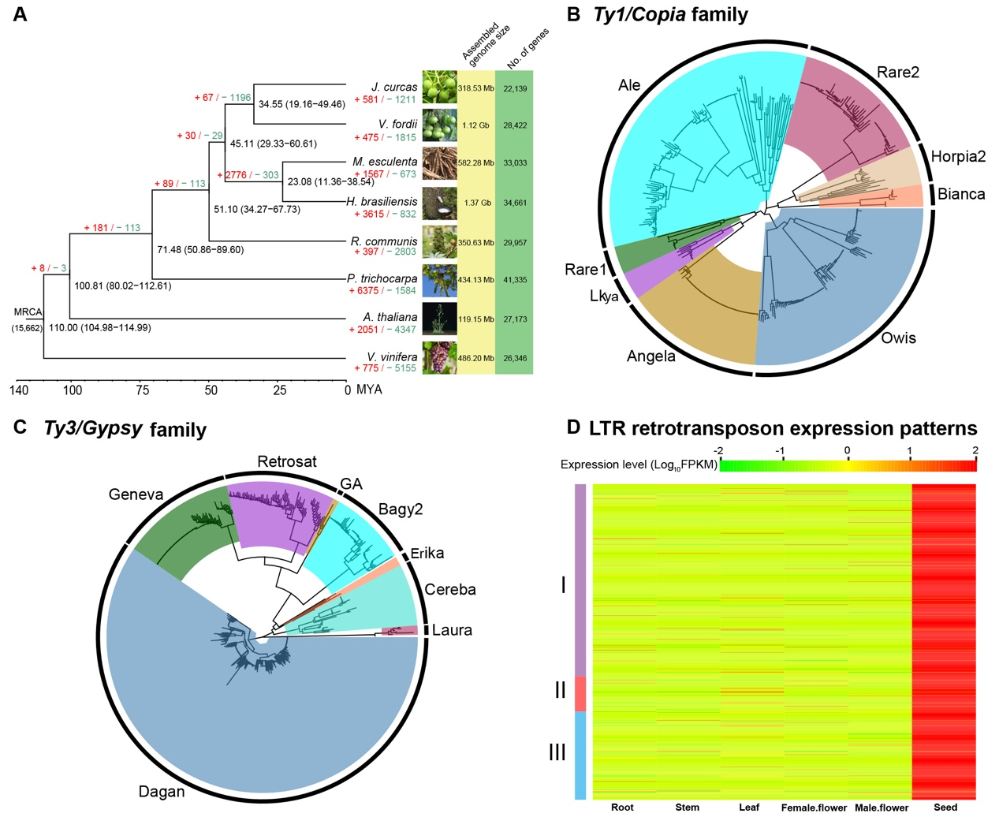 A
Assembled
genome size
No. of genes
+ 67 / − 1196
J. curcas
+ 581 / − 1211
318.53 Mb
22,139
34.55 (19.16−49.46)
V. fordii
+ 475 / − 1815
1.12 Gb
28,422
+ 30 / − 29
45.11 (29.33−60.61)
M. esculenta
+ 1567 / − 673
582.28 Mb
33,033
+ 2776 / − 303
23.08 (11.36−38.54)
+ 89 / − 113
H. brasiliensis
+ 3615 / − 832
1.37 Gb
34,661
51.10 (34.27−67.73)
+ 181 / − 113
R. communis
+ 397 / − 2803
350.63 Mb
29,957
71.48 (50.86−89.60)
+ 8 / − 3
P. trichocarpa
+ 6375 / − 1584
434.13 Mb
41,335
100.81 (80.02−112.61)
MRCA
(15,662)
110.00 (104.98−114.99)
A. thaliana
+ 2051 / − 4347
119.15 Mb
27,173
V. vinifera
+ 775 / − 5155
486.20 Mb
26,346
140 100 75 50 25 0 MYA
B Ty1/Copia family
Ale
Rare2
Horpia2
Bianca
Rare1
Lkya
Angela
Owis
C Ty3/Gypsy family
Retrosat
GA
Geneva
Bagy2
Erika
Cereba
Laura
Dagan
D LTR retrotransposon expression patterns
-2 -1 0 1 2
Expression level (Log10FPKM)
I
II
III
Root Stem Leaf Female.flower Male.flower Seed